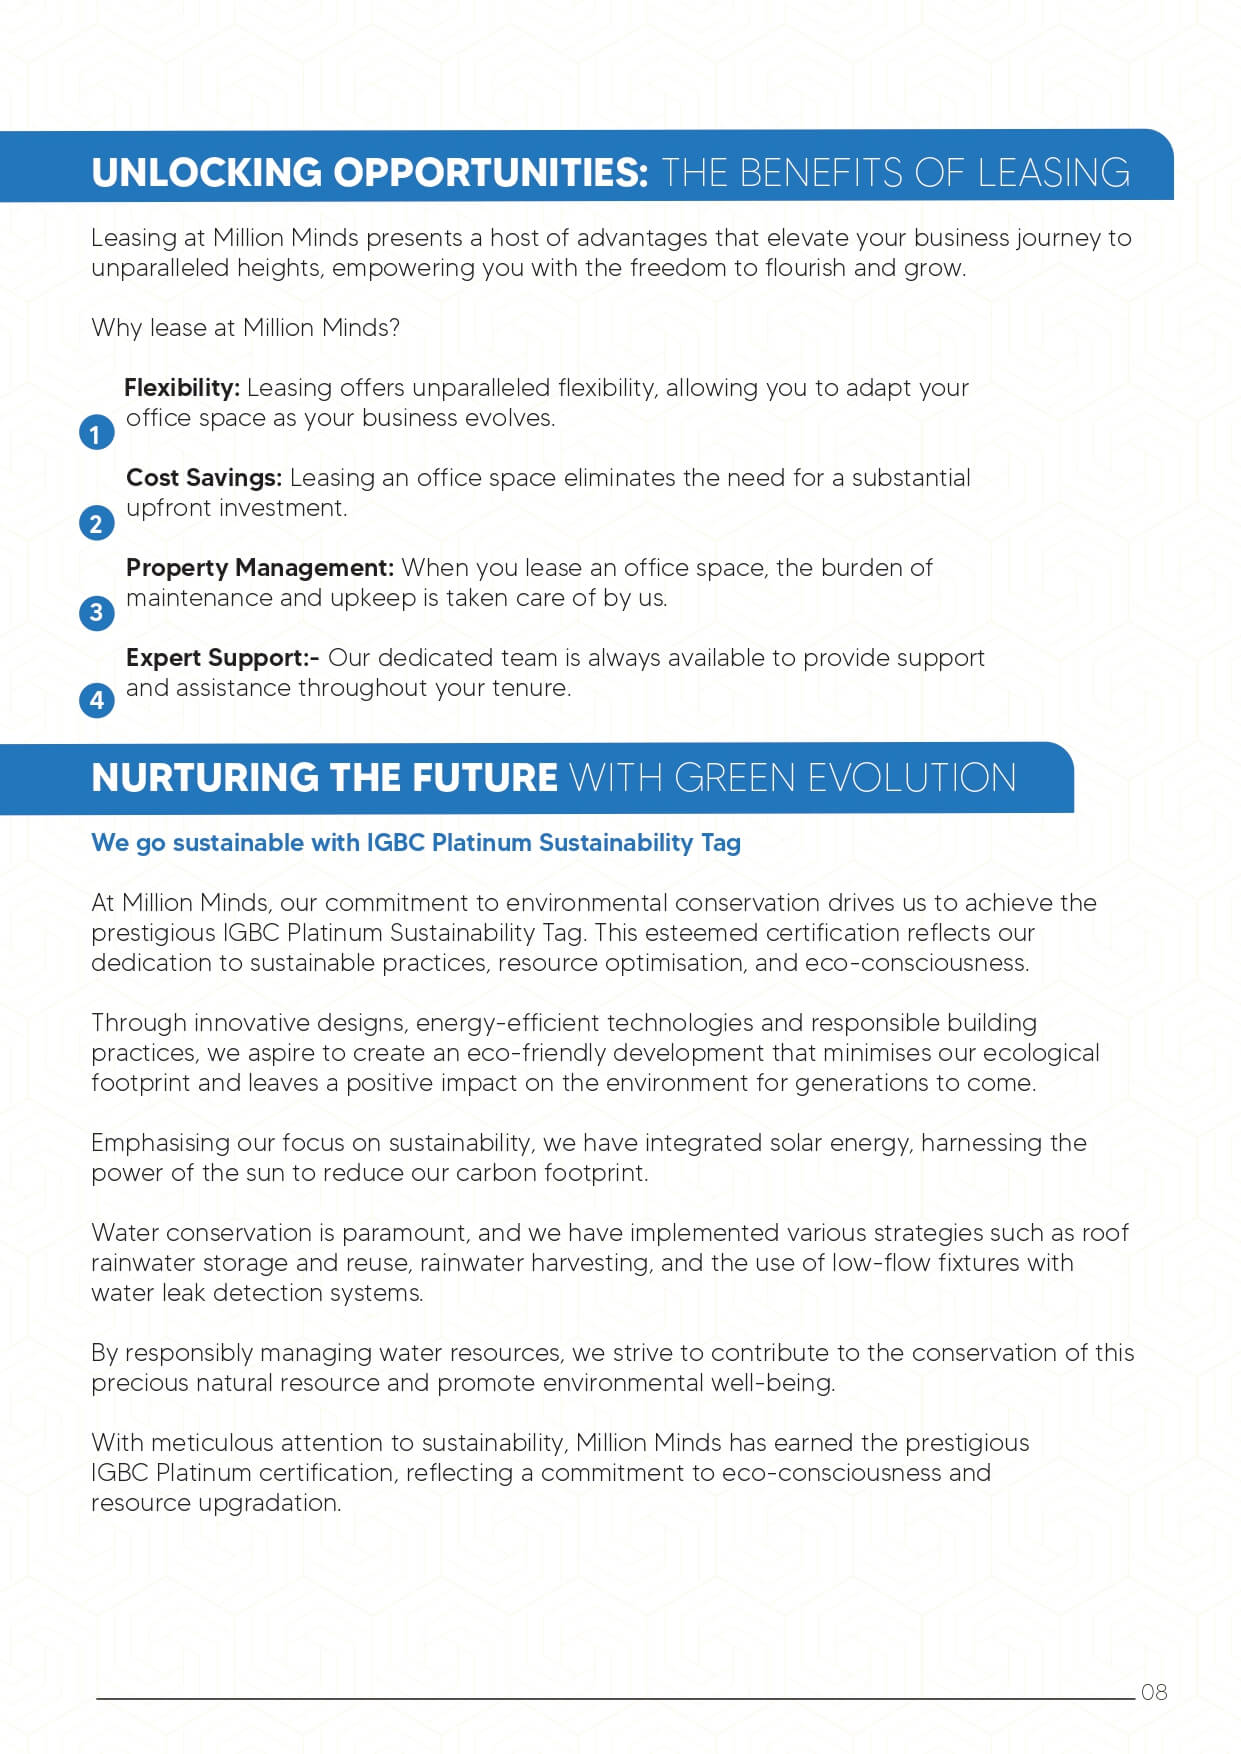 UNLOCKING OPPORTUNITIES: THE BENEFITS OF LEASING
Leasing at Million Minds presents a host of advantages that elevate your business journey to
unparalleled heights, empowering you with the freedom to flourish and grow.
Why lease at Million Minds?
Flexibility: Leasing offers unparalleled flexibility, allowing you to adapt your
office space as your business evolves.
1
Cost Savings: Leasing an office space eliminates the need for a substantial
upfront investment.
2
Property Management: When you lease an office space, the burden of
maintenance and upkeep is taken care of by us.
3
Expert Support:- Our dedicated team is always available to provide support
and assistance throughout your tenure.
4
NURTURING THE FUTURE WITH GREEN EVOLUTION
We go sustainable with IGBC Platinum Sustainability Tag
At Million Minds, our commitment to environmental conservation drives us to achieve the
prestigious IGBC Platinum Sustainability Tag. This esteemed certification reflects our
dedication to sustainable practices, resource optimisation, and eco-consciousness.
Through innovative designs, energy-efficient technologies and responsible building
practices, we aspire to create an eco-friendly development that minimises our ecological
footprint and leaves a positive impact on the environment for generations to come.
Emphasising our focus on sustainability, we have integrated solar energy, harnessing the
power of the sun to reduce our carbon footprint.
Water conservation is paramount, and we have implemented various strategies such as roof
rainwater storage and reuse, rainwater harvesting, and the use of low-flow fixtures with
water leak detection systems.
By responsibly managing water resources, we strive to contribute to the conservation of this
precious natural resource and promote environmental well-being.
With meticulous attention to sustainability, Million Minds has earned the prestigious
IGBC Platinum certification, reflecting a commitment to eco-consciousness and
resource upgradation.
08